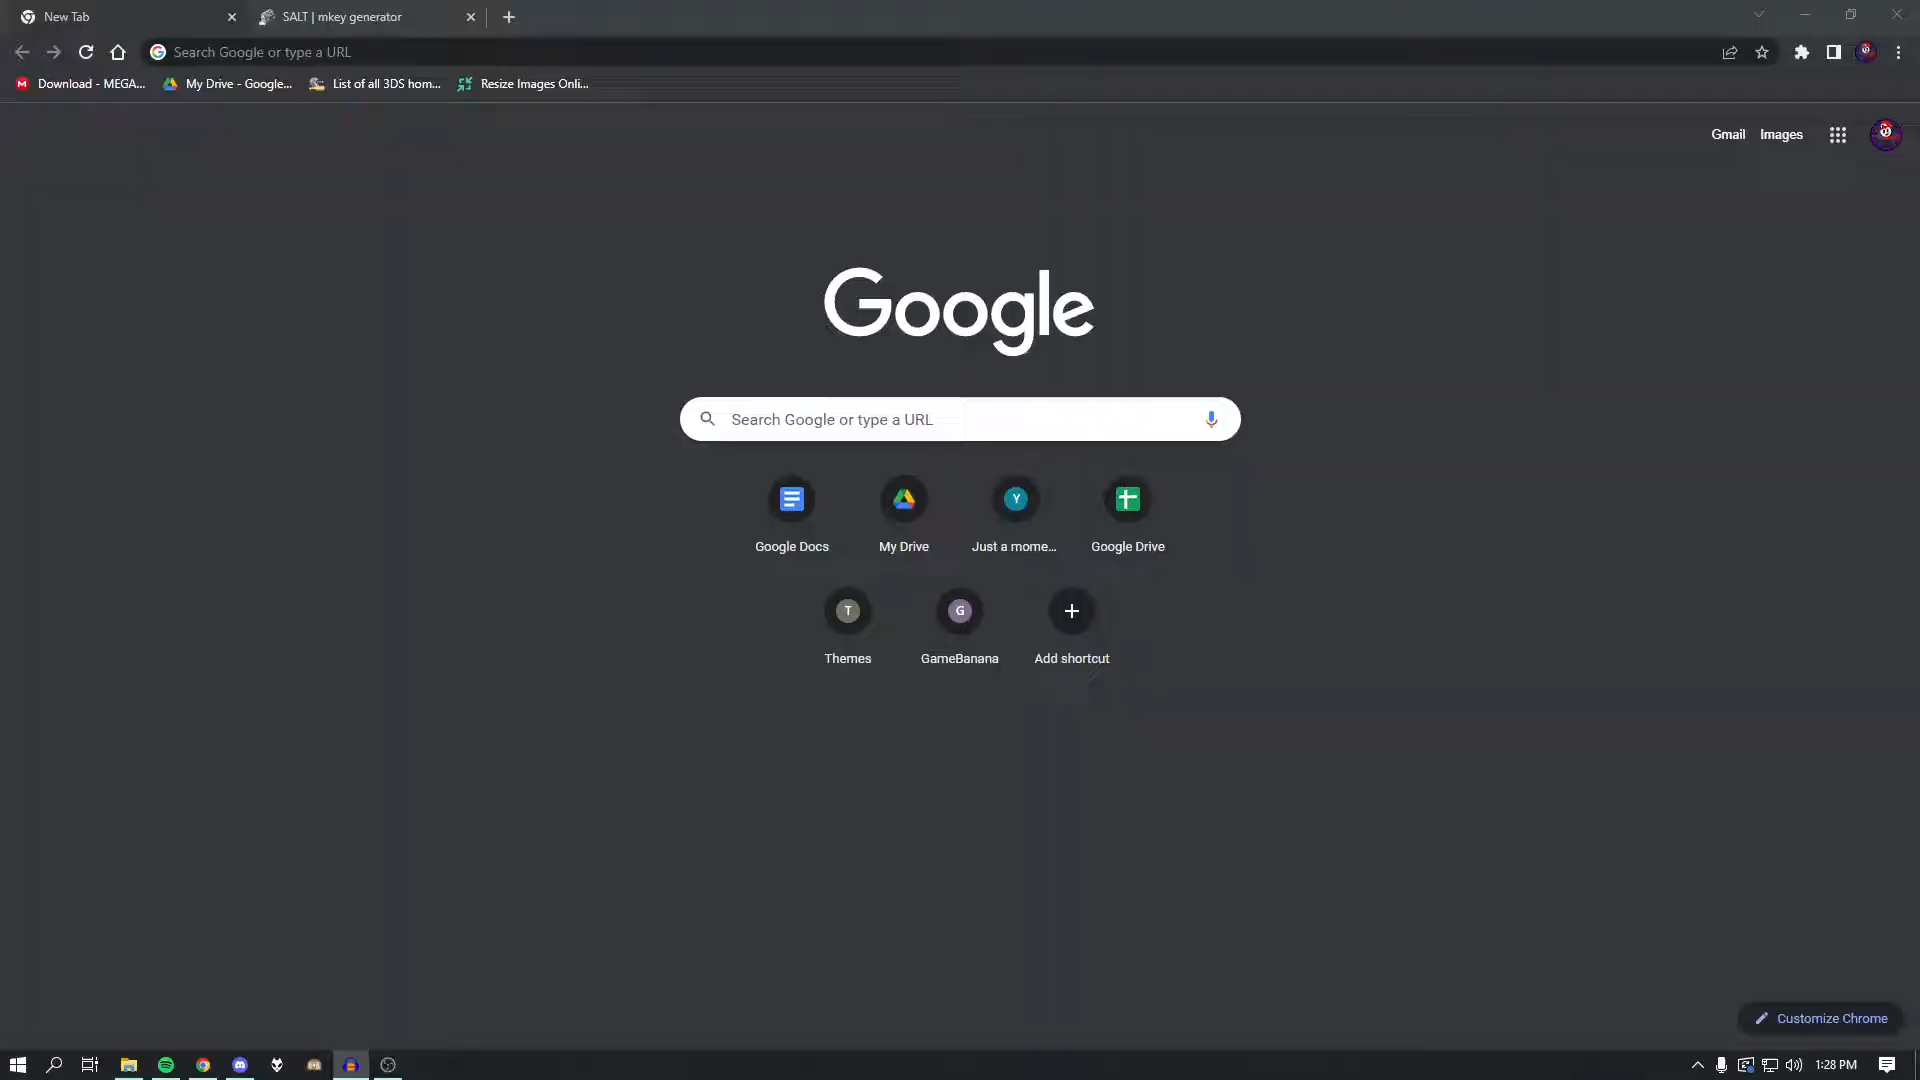 New Tab
SALT | mkey generator
Search Google or type a URL
Download - MEGA...
My Drive - Google...
List of all 3DS hom...
Resize Images Onli...
Gmail
Images
Google
Search Google or type a URL
Google Docs
My Drive
Y
Just a mome...
Google Drive
T
Themes
G
GameBanana
Add shortcut
Customize Chrome
1:28 PM